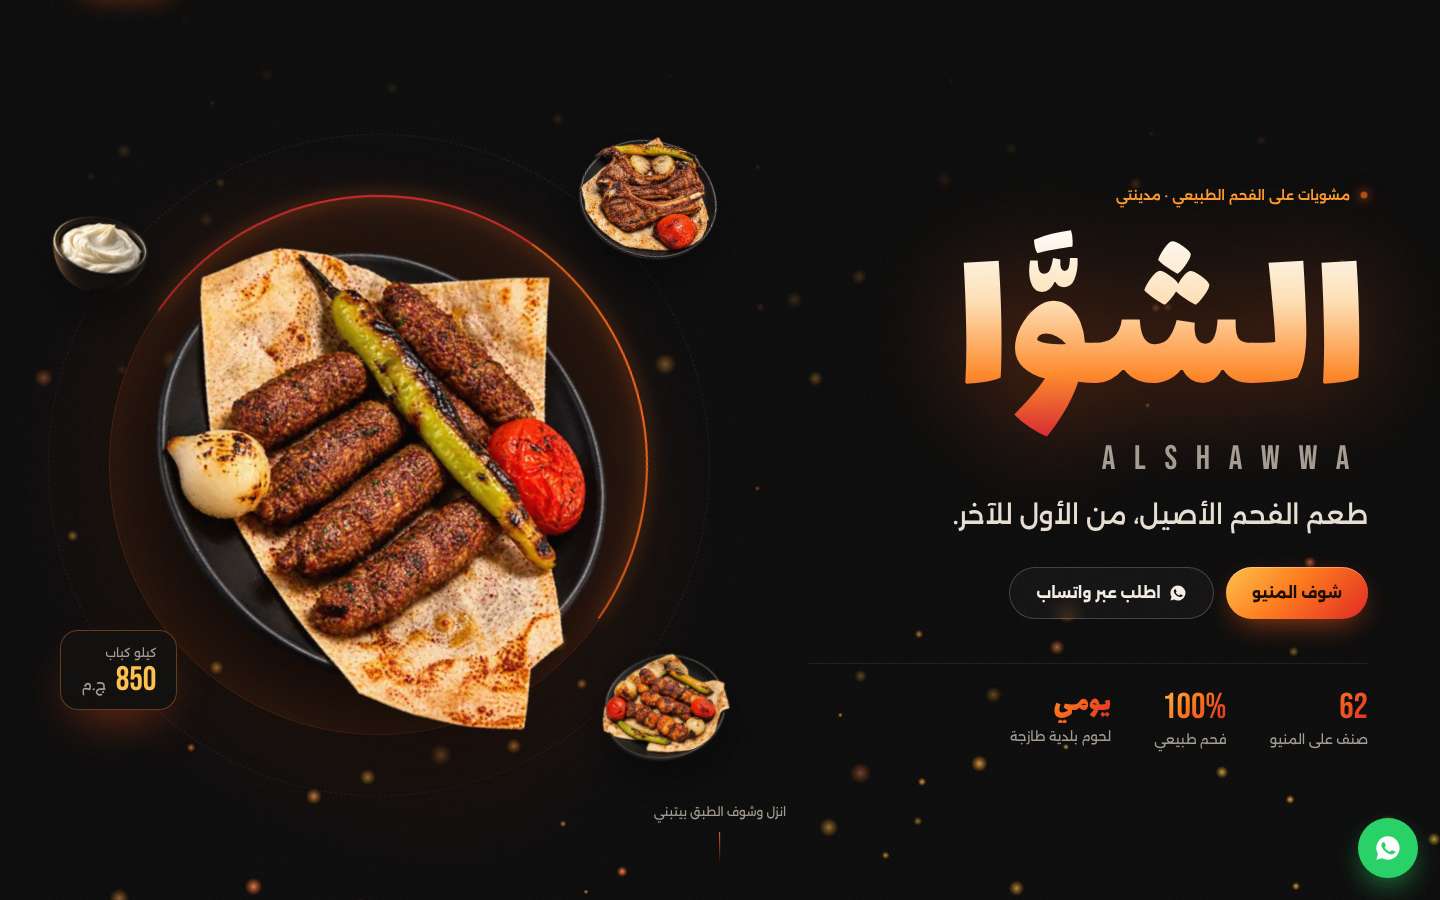 مشويات على الفحم الطبيعي · مدينتي
الشوَّا
ALSHAWWA
طعم الفحم الأصيل، من الأول للآخر.
شوف المنيو
اطلب عبر واتساب
62
صنف على المنيو
100%
فحم طبيعي
يومي
لحوم بلدية طازجة
كيلو كباب
850 ج.م
انزل وشوف الطبق بيتبني